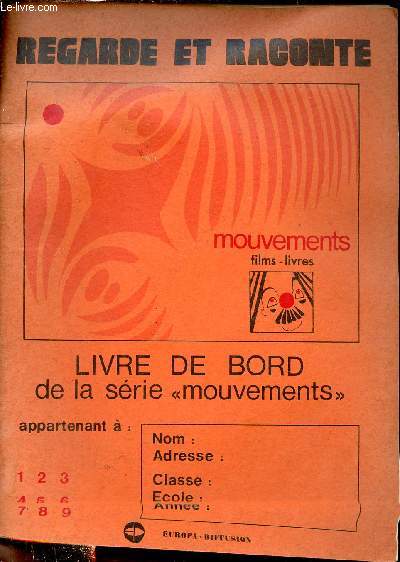 www.Le-Livre.com
REGARDE ET RACONTE
mouvements
films-livres
LIVRE DE BORD
de la série «mouvements»
appartenant à :
Nom :
Adresse :
Classe :
Ecole :
Année :
1 2 3
4 5 6
7 8 9
EUROPA-DIFFUSION